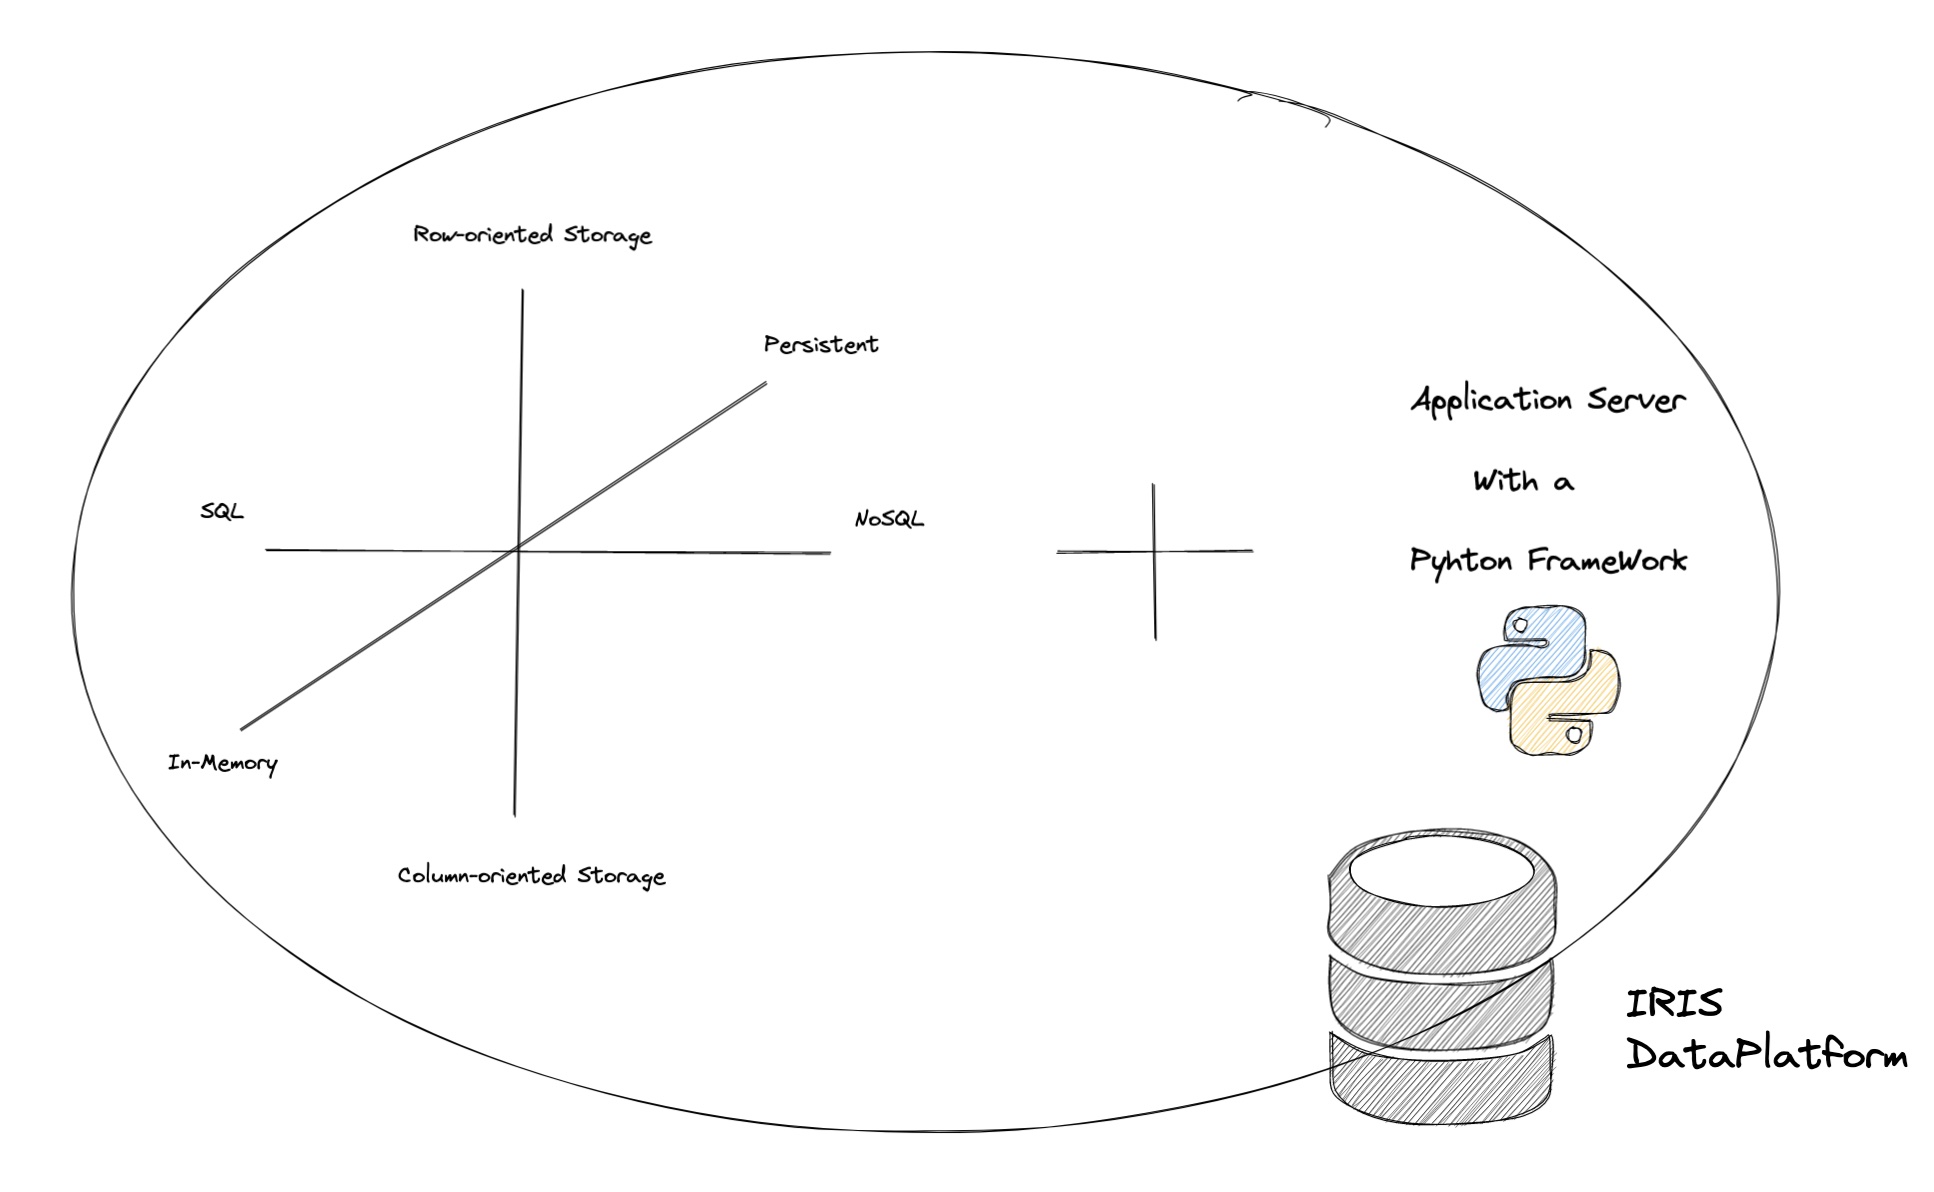 Row-oriented Storage
Persistent
SQL
NoSQL
In-Memory
Column-oriented Storage
Application Server
With a
Pyhton FrameWork
IRIS
DataPlatform